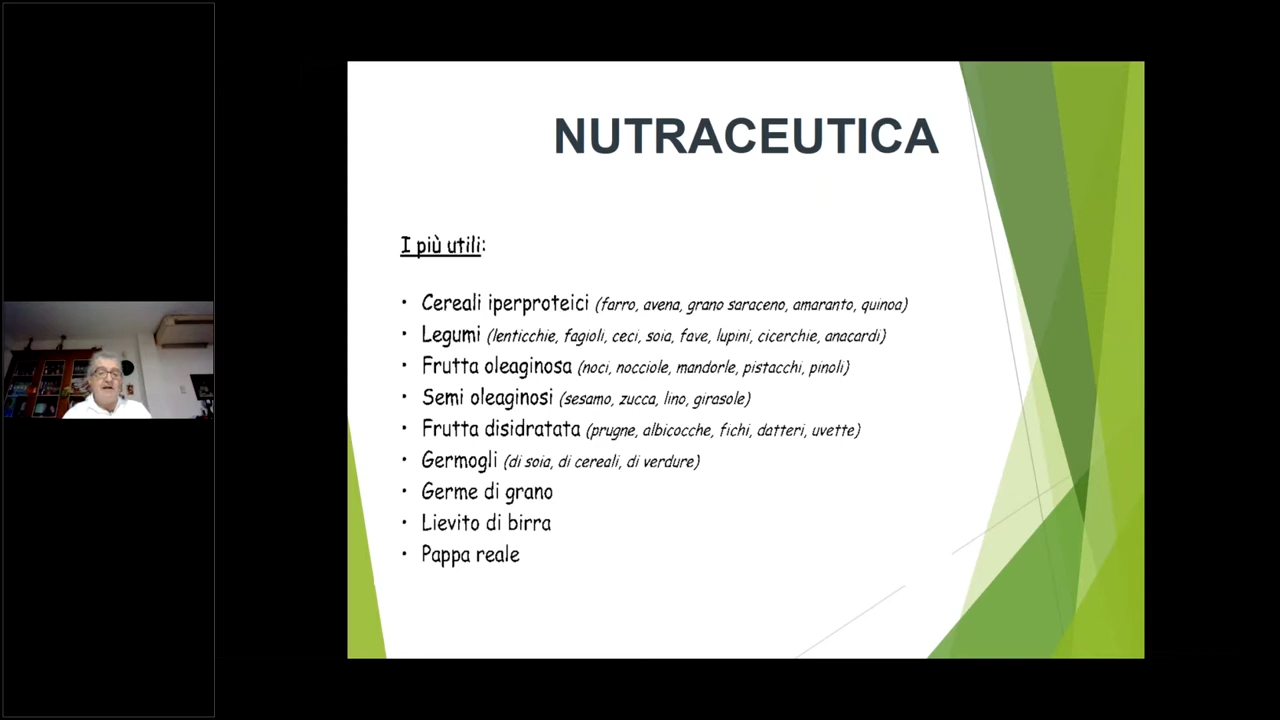 NUTRACEUTICA
I più utili:
• Cereali iperproteici (farro, avena, grano saraceno, amaranto, quinoa)
• Legumi (lenticchie, fagioli, ceci, soia, fave, lupini, cicerchie, anacardi)
• Frutta oleaginosa (noci, nocciole, mandorle, pistacchi, pinoli)
• Semi oleaginosi (sesamo, zucca, lino, girasole)
• Frutta disidratata (prugne, albicocche, fichi, datteri, uvette)
• Germogli (di soia, di cereali, di verdure)
• Germe di grano
• Lievito di birra
• Pappa reale